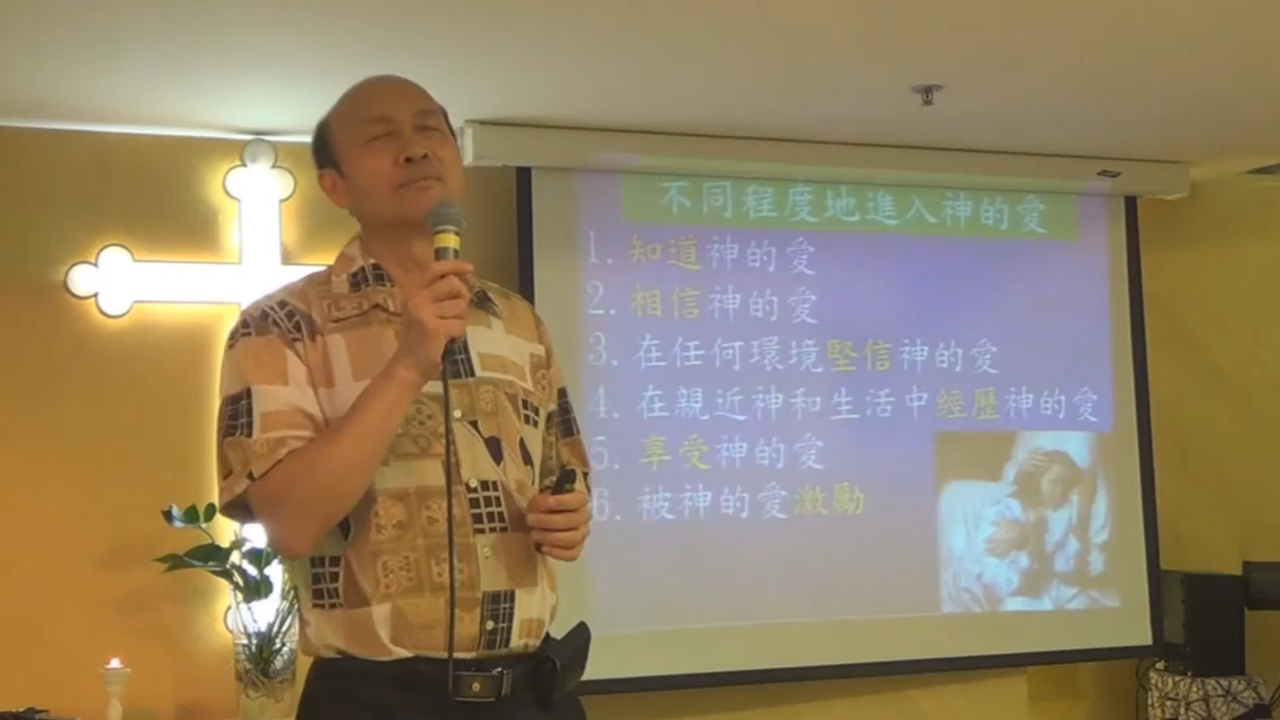 不同程度地進入神的愛
1. 知道神的愛
2. 相信神的愛
3. 在任何環境堅信神的愛
4. 在親近神和生活中經歷神的愛
5. 享受神的愛
6. 被神的愛激勵